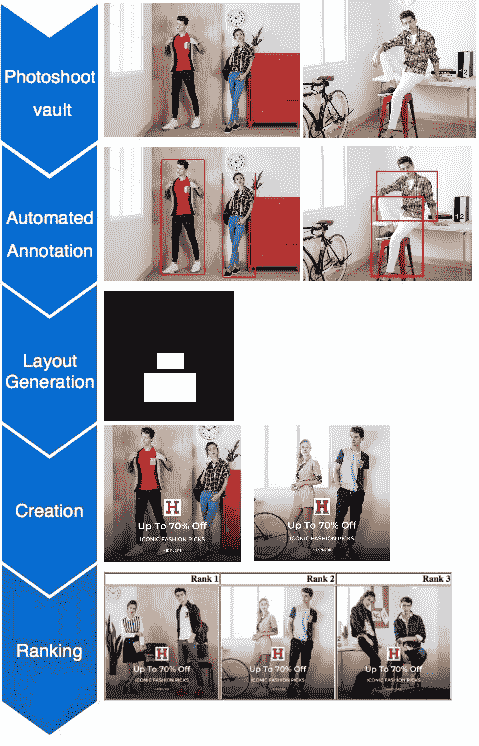 Photoshoot
vault
Automated
Annotation
Layout
Generation
Creation
H
Up To 70% Off
ICONIC FASHION PICKS
H
Up To 70% Off
ICONIC FASHION PICKS
Ranking
Rank 1
Rank 2
Rank 3
H
Up To 70% Off
ICONIC FASHION PICKS
H
Up To 70% Off
ICONIC FASHION PICKS
H
Up To 70% Off
ICONIC FASHION PICKS